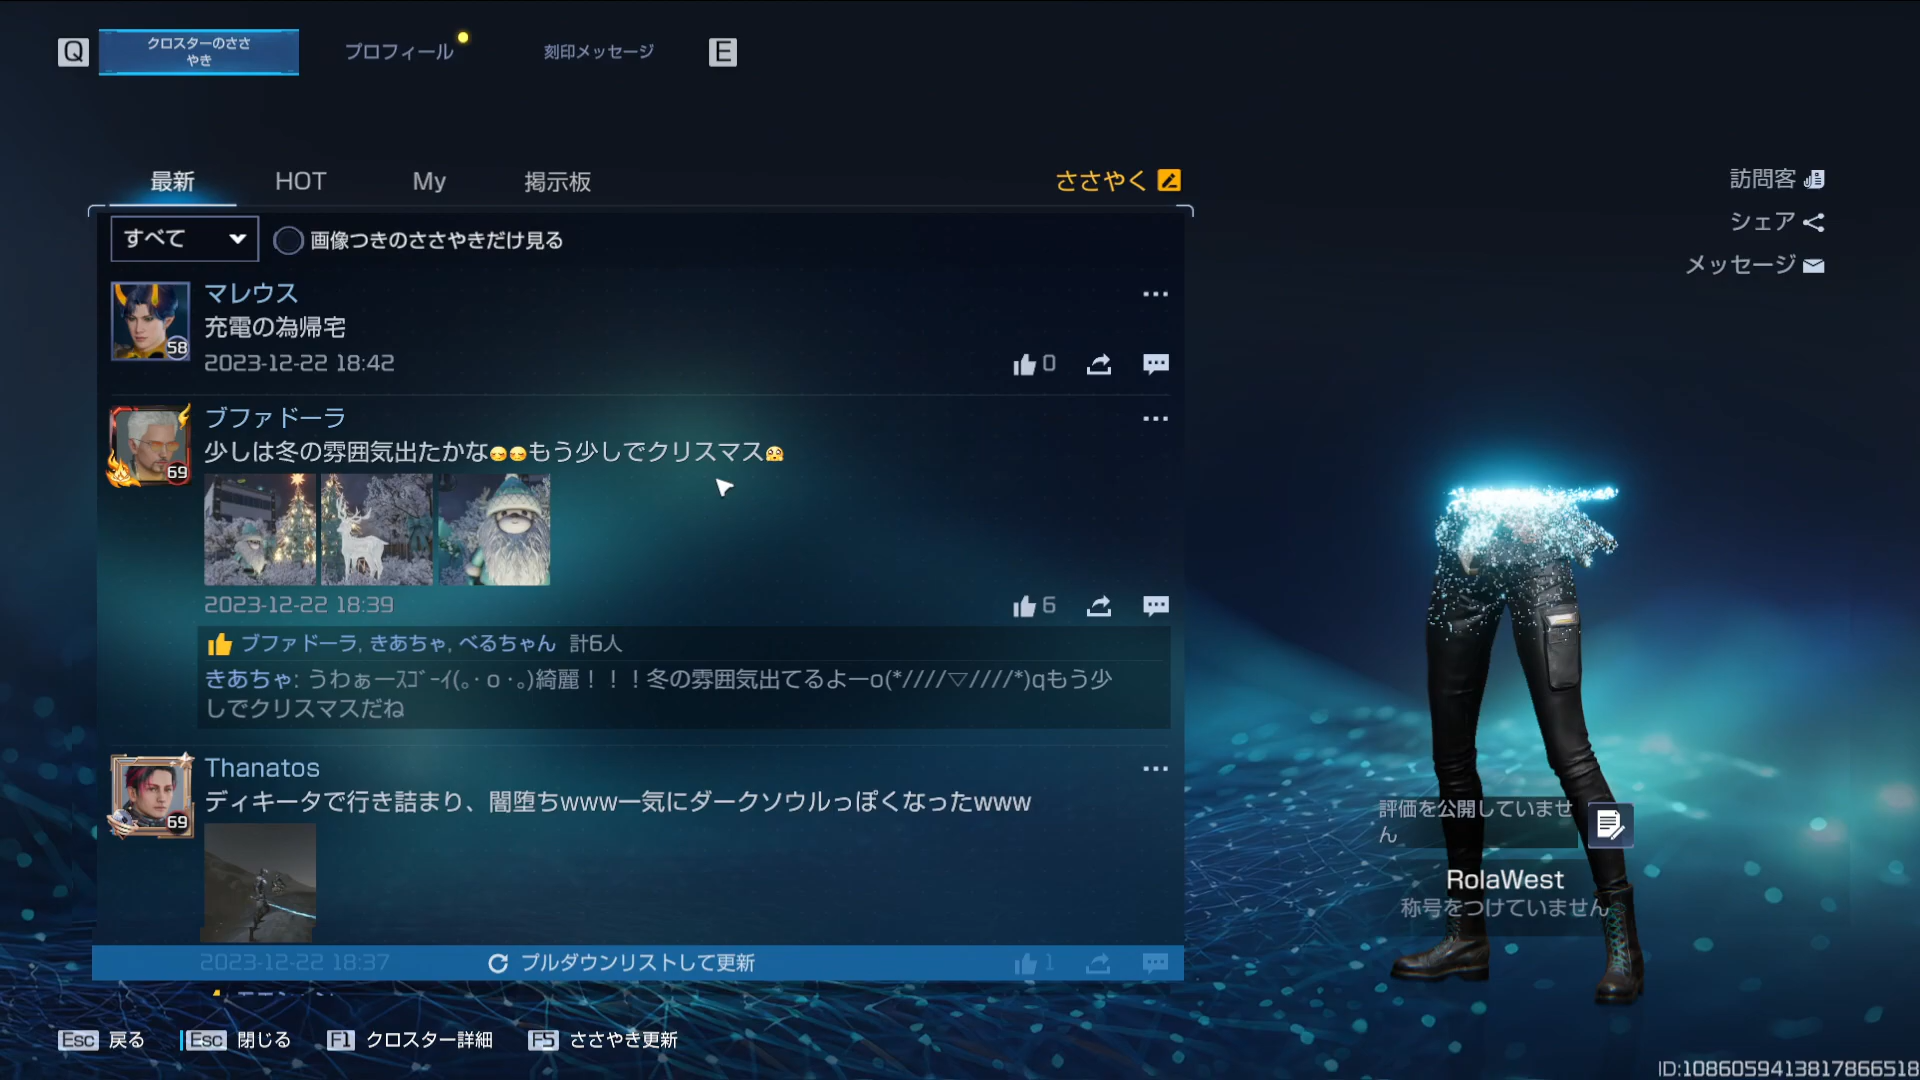 Q
クロスターのささ
やき
プロフィール
刻印メッセージ
E
最新
HOT
My
掲示板
ささやく
訪問客
シェア
メッセージ
すべて
画像つきのささやきだけ見る
マレウス
充電の為帰宅
58
2023-12-22 18:42
0
ブファドーラ
少しは冬の雰囲気出たかな😌😌もう少しでクリスマス🥺
69
2023-12-22 18:39
6
ブファドーラ, きあちゃ, べるちゃん 計6人
きあちゃ: うわぁーｽｺﾞｰｲ(｡･o･｡)綺麗！！！冬の雰囲気出てるよーo(*////▽////*)qもう少
しでクリスマスだね
Thanatos
ディキータで行き詰まり、闇堕ちwww一気にダークソウルっぽくなったwww
69
2023-12-22 18:37
プルダウンリストして更新
1
評価を公開していませ
ん
RolaWest
称号をつけていません
Esc 戻る
Esc 閉じる
F1 クロスター詳細
F5 ささやき更新
ID:1086059413817866518